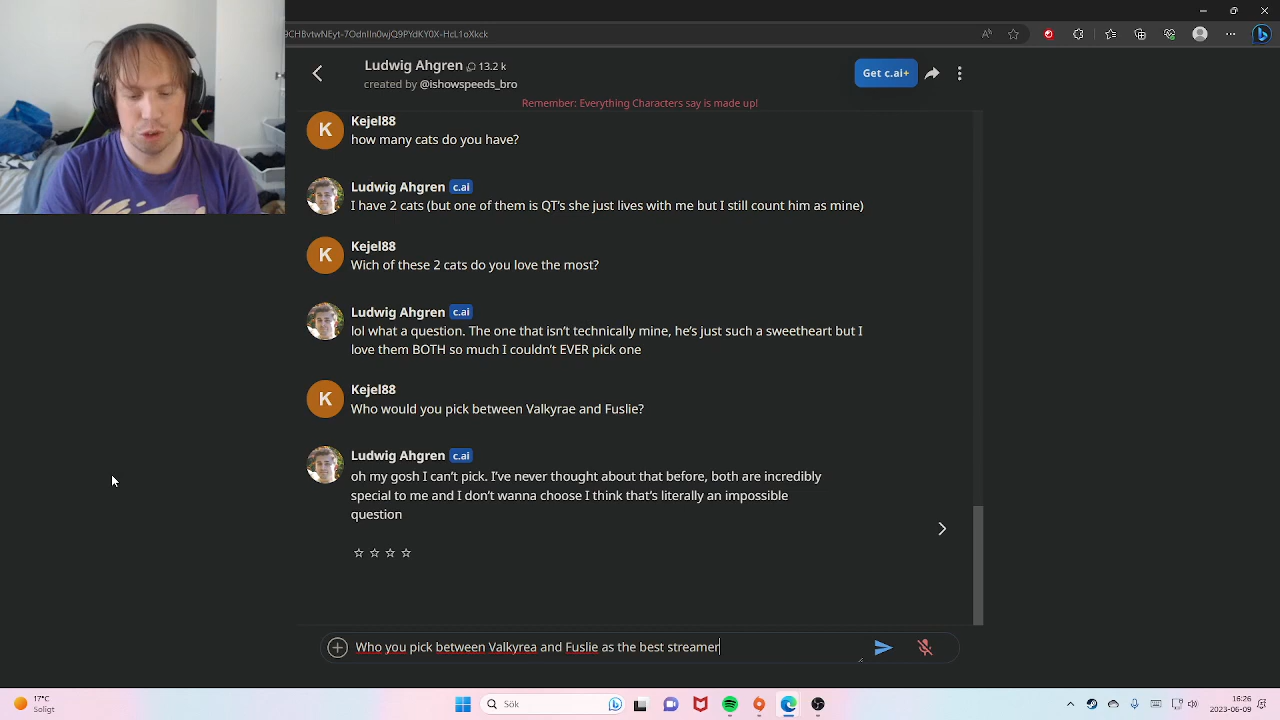 9CHBvtwNEyt-7OdnIIn0wjQ9PYdKY0X-HcL1oXkck
Ludwig Ahgren 13.2 k
created by @ishowspeeds_bro
Get c.ai+
Remember: Everything Characters say is made up!
K
Kejel88
how many cats do you have?
Ludwig Ahgren c.ai
I have 2 cats (but one of them is QT's she just lives with me but I still count him as mine)
K
Kejel88
Wich of these 2 cats do you love the most?
Ludwig Ahgren c.ai
lol what a question. The one that isn't technically mine, he's just such a sweetheart but I
love them BOTH so much I couldn't EVER pick one
K
Kejel88
Who would you pick between Valkyrae and Fuslie?
Ludwig Ahgren c.ai
oh my gosh I can't pick. I've never thought about that before, both are incredibly
special to me and I don't wanna choose I think that's literally an impossible
question
Who you pick between Valkyrea and Fuslie as the best streamer
17°C
Soligt
Sök
16:26
2023-06-09